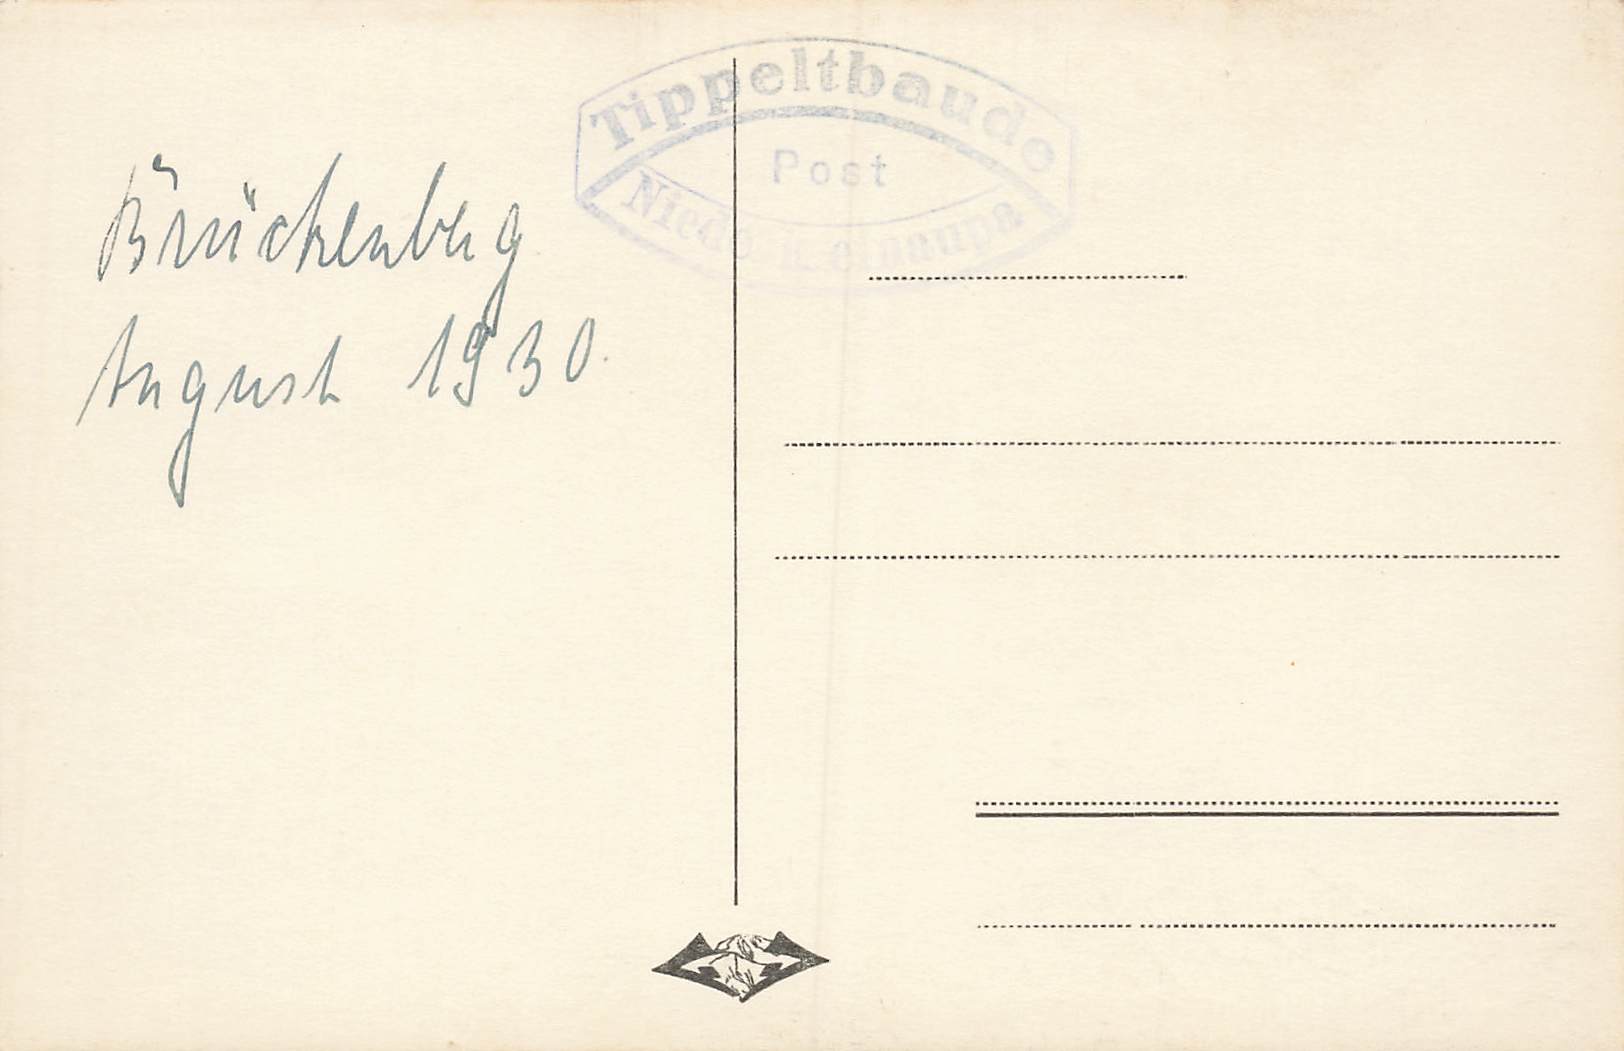 Tippeltbaude
Post
Brückenberg
August 1930.